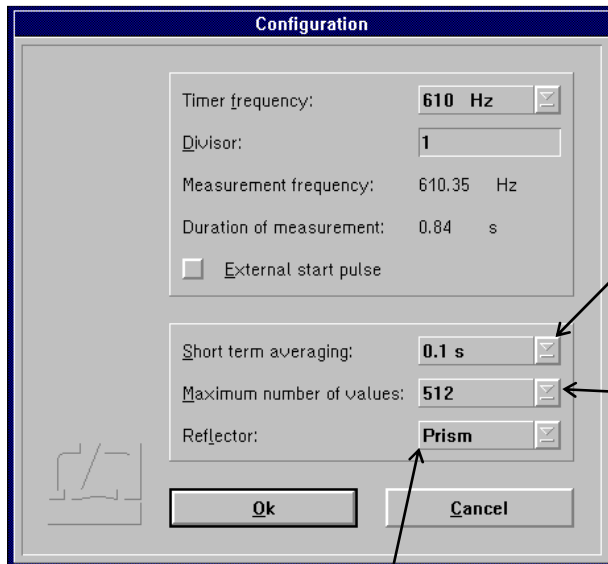 Configuration
Timer frequency: 610 Hz
Divisor: 1
Measurement frequency: 610.35 Hz
Duration of measurement: 0.84 s
External start pulse
Short term averaging: 0.1 s
Maximum number of values: 512
Reflector: Prism
Ok Cancel